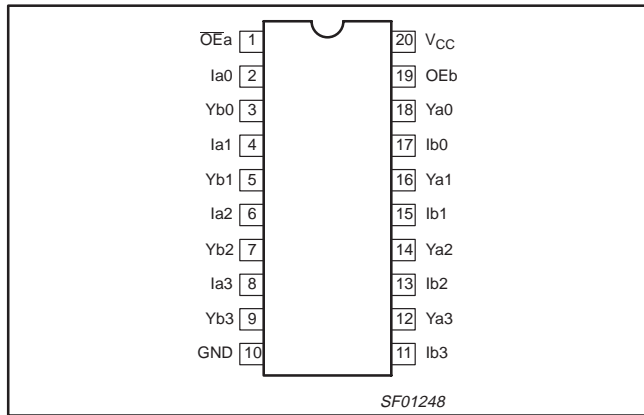 O̅E̅a 1 20 VCC
Ia0 2 19 OEb
Yb0 3 18 Ya0
Ia1 4 17 Ib0
Yb1 5 16 Ya1
Ia2 6 15 Ib1
Yb2 7 14 Ya2
Ia3 8 13 Ib2
Yb3 9 12 Ya3
GND 10 11 Ib3
SF01248